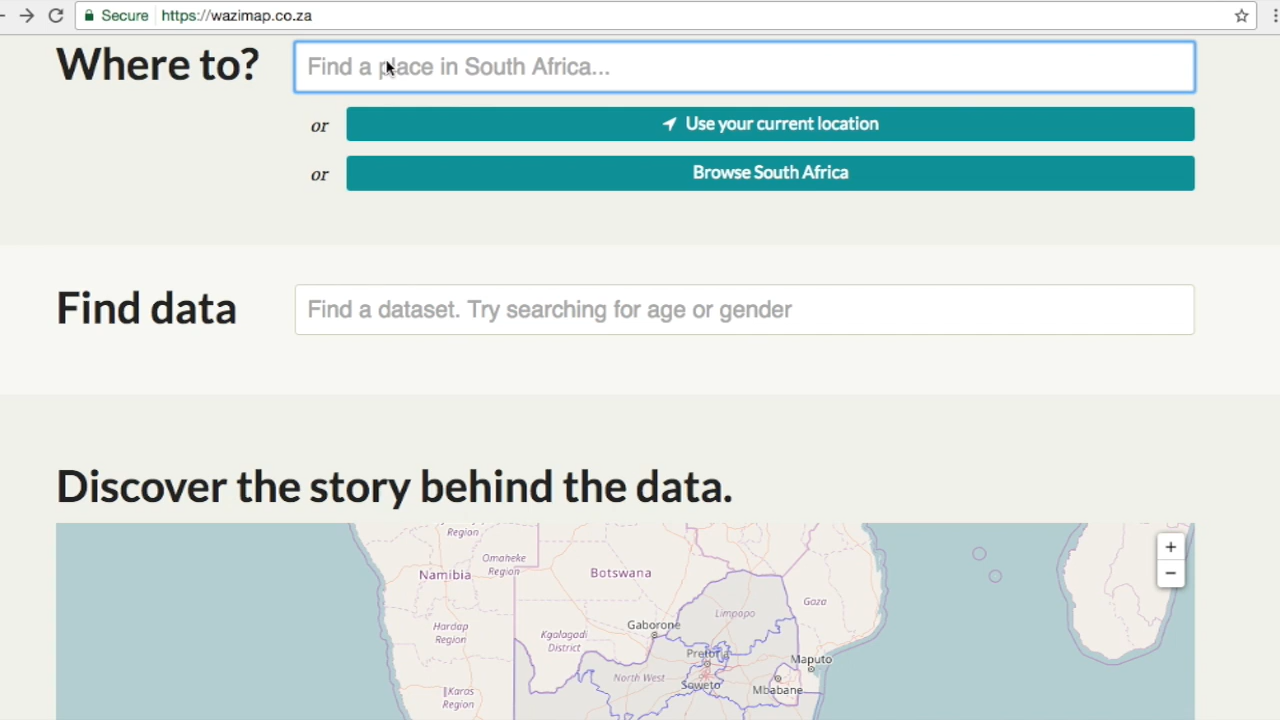 Secure https://wazimap.co.za
Where to?
Find a place in South Africa...
or
Use your current location
or
Browse South Africa
Find data
Find a dataset. Try searching for age or gender
Discover the story behind the data.
+
−
Region
Omaheke
Region
Namibia
Botswana
Hardap
Region
Kgalagadi
District
Gaborone
Limpopo
Gaza
Pretoria
North West
Soweto
Maputo
Mbabane
ǁKaras
Region